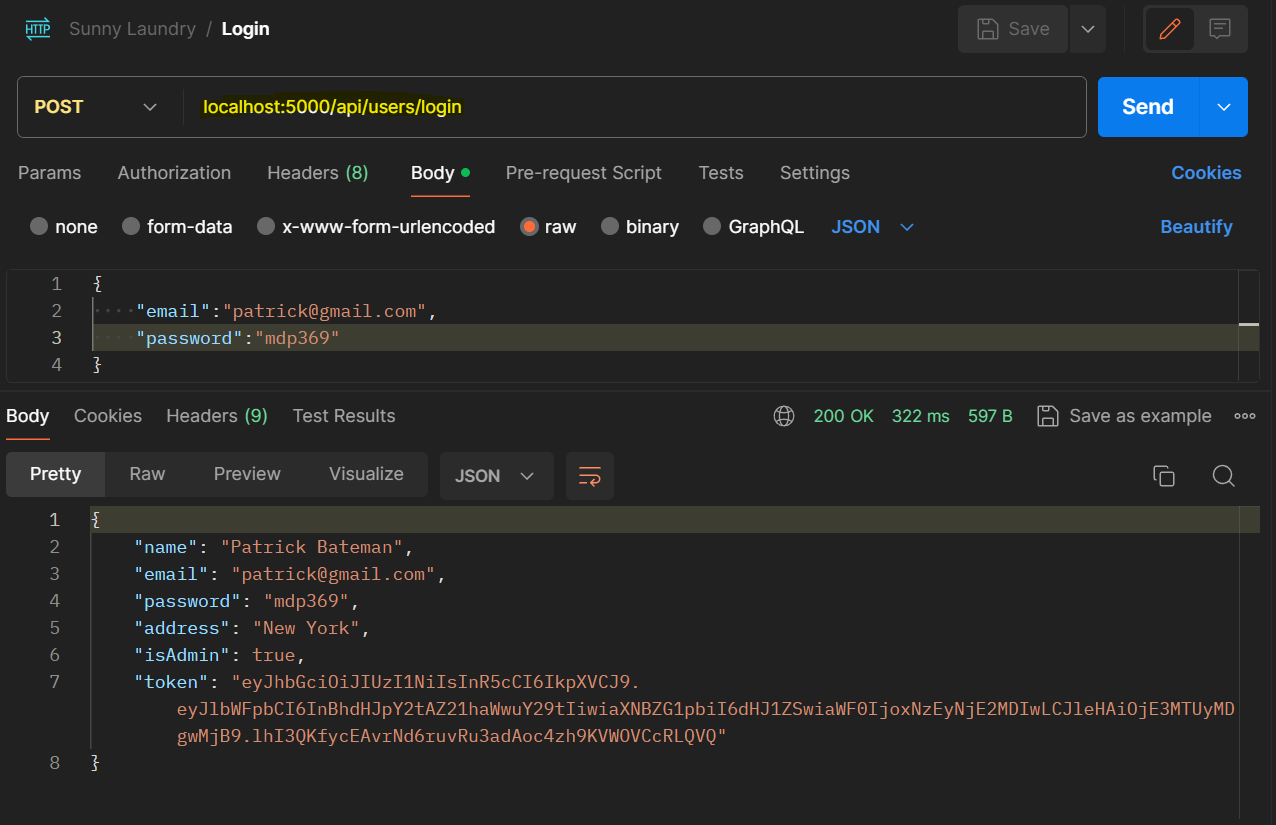 HTTP Sunny Laundry / Login Save
POST localhost:5000/api/users/login Send
Params Authorization Headers (8) Body Pre-request Script Tests Settings Cookies
none form-data x-www-form-urlencoded raw binary GraphQL JSON Beautify
1 {
2 ····"email":"patrick@gmail.com",
3 ····"password":"mdp369"
4 }
Body Cookies Headers (9) Test Results 200 OK 322 ms 597 B Save as example
Pretty Raw Preview Visualize JSON
1 {
2 "name": "Patrick Bateman",
3 "email": "patrick@gmail.com",
4 "password": "mdp369",
5 "address": "New York",
6 "isAdmin": true,
7 "token": "eyJhbGciOiJIUzI1NiIsInR5cCI6IkpXVCJ9.
eyJlbWFpbCI6InBhdHJpY2tAZ21haWwuY29tIiwiaXNBZG1pbiI6dHJ1ZSwiaWF0IjoxNzEyNjE2MDIwLCJleHAiOjE3MTUyMD
gwMjB9.lhI3QKfycEAvrNd6ruvRu3adAoc4zh9KVWOVCcRLQVQ"
8 }